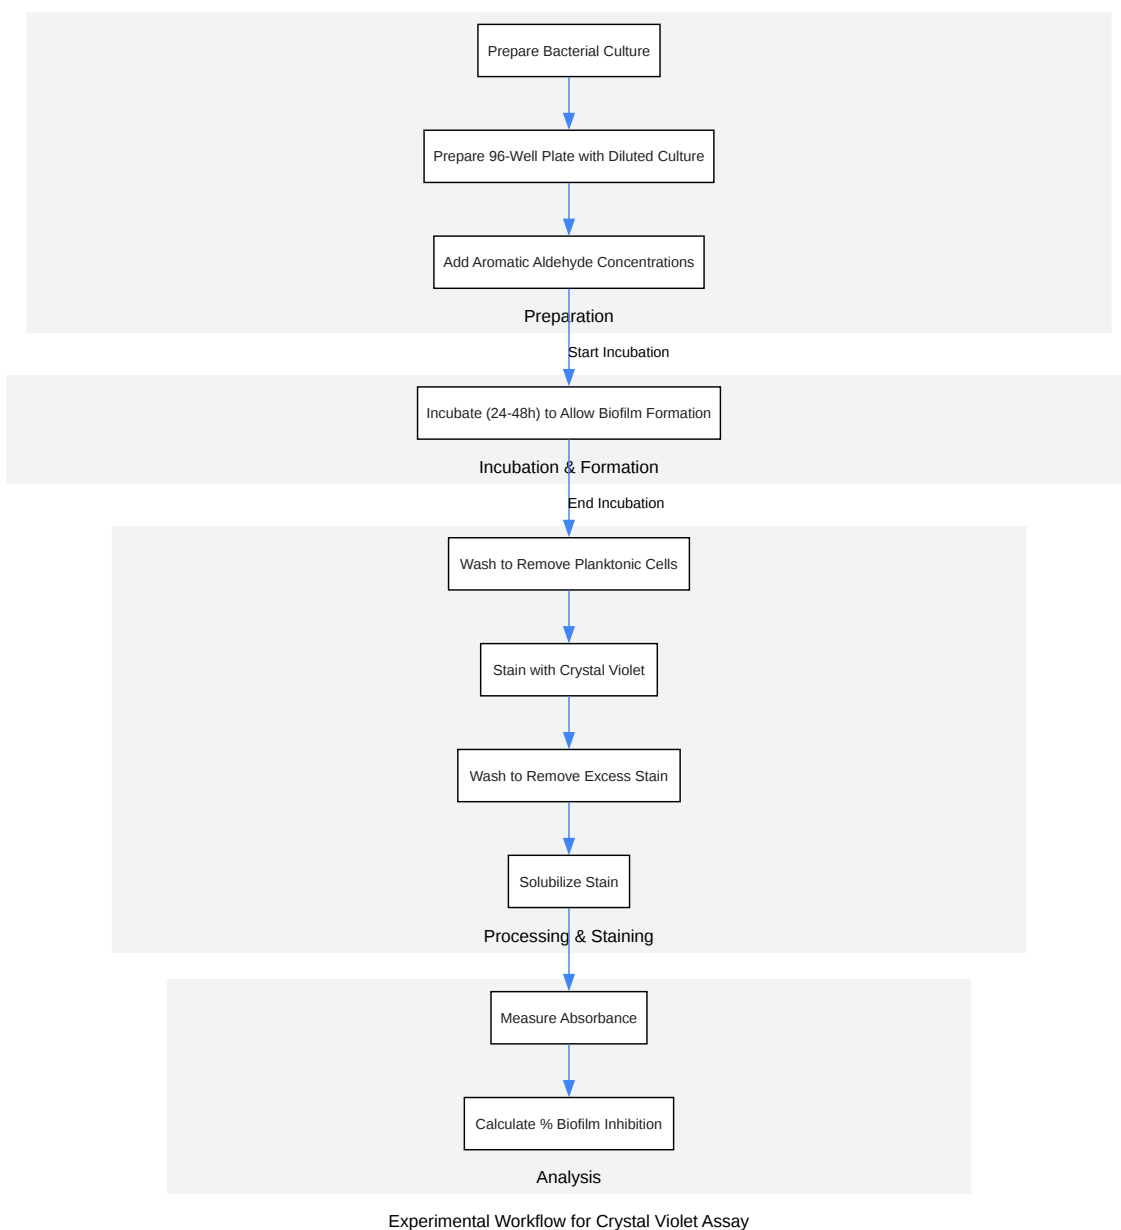 Prepare Bacterial Culture
Prepare 96-Well Plate with Diluted Culture
Add Aromatic Aldehyde Concentrations
Preparation
Start Incubation
Incubate (24-48h) to Allow Biofilm Formation
Incubation & Formation
End Incubation
Wash to Remove Planktonic Cells
Stain with Crystal Violet
Wash to Remove Excess Stain
Solubilize Stain
Processing & Staining
Measure Absorbance
Calculate % Biofilm Inhibition
Analysis
Experimental Workflow for Crystal Violet Assay